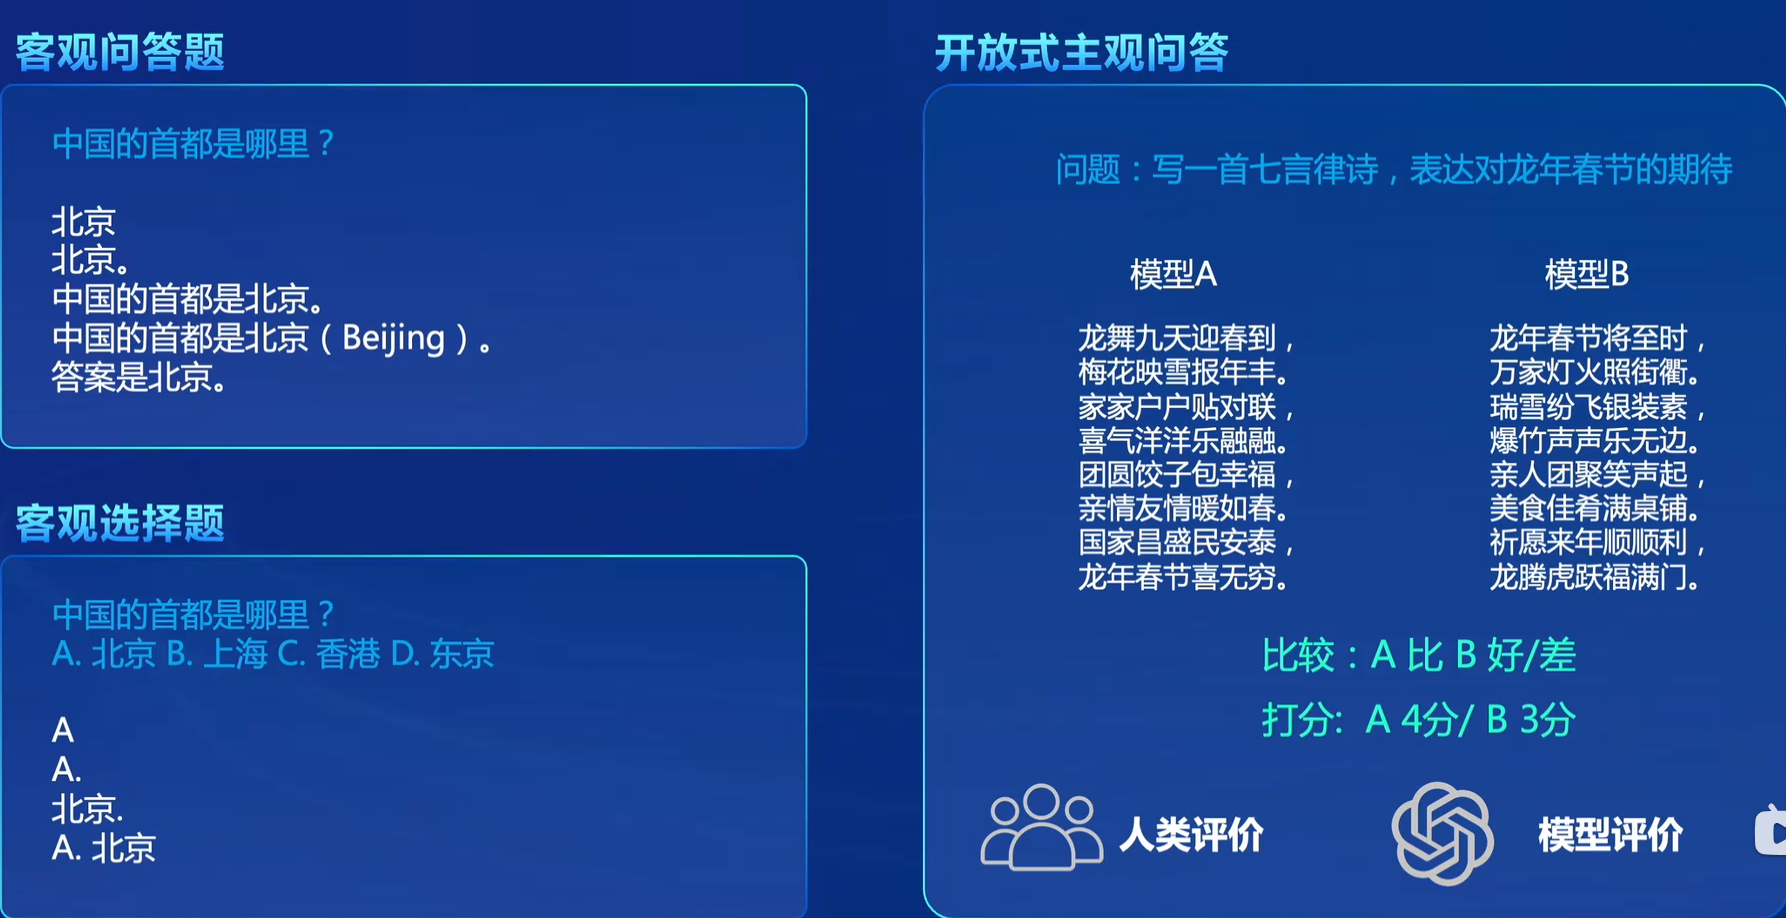 客观问答题
中国的首都是哪里？
北京
北京。
中国的首都是北京。
中国的首都是北京（Beijing）。
答案是北京。
客观选择题
中国的首都是哪里？
A. 北京 B. 上海 C. 香港 D. 东京
A
A.
北京.
A. 北京
开放式主观问答
问题：写一首七言律诗，表达对龙年春节的期待
模型A
龙舞九天迎春到，
梅花映雪报年丰。
家家户户贴对联，
喜气洋洋乐融融。
团圆饺子包幸福，
亲情友情暖如春。
国家昌盛民安泰，
龙年春节喜无穷。
模型B
龙年春节将至时，
万家灯火照街衢。
瑞雪纷飞银装素，
爆竹声声乐无边。
亲人团聚笑声起，
美食佳肴满桌铺。
祈愿来年顺顺利，
龙腾虎跃福满门。
比较：A 比 B 好/差
打分: A 4分/ B 3分
人类评价
模型评价